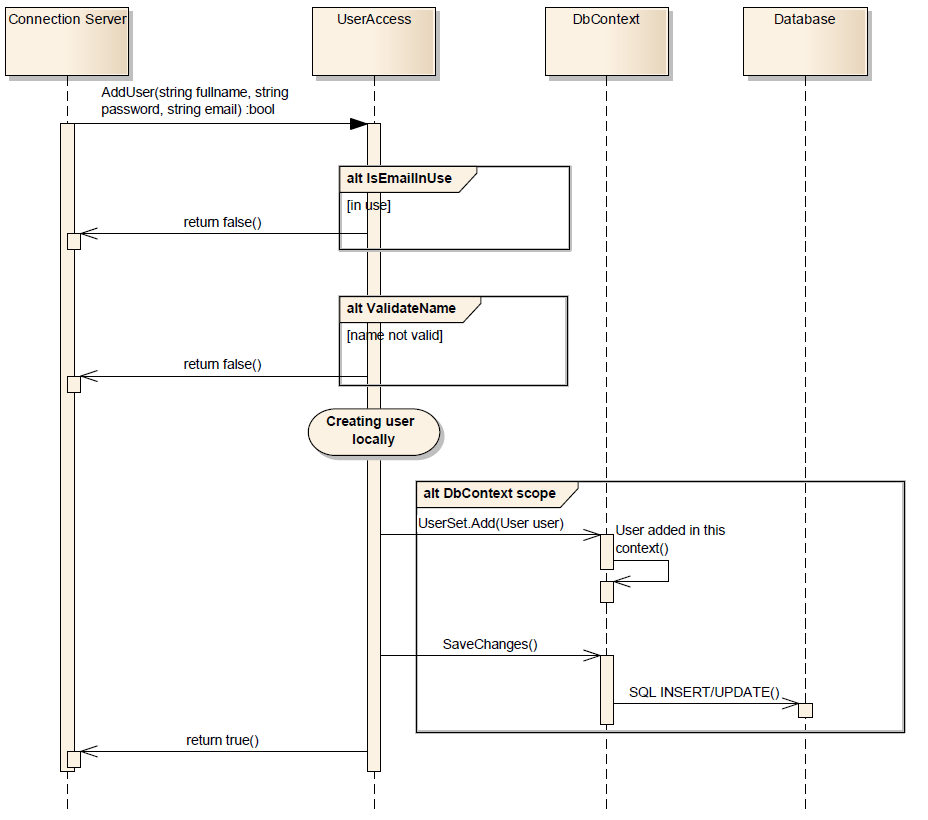 Connection Server
UserAccess
DbContext
Database
AddUser(string fullname, string
password, string email) :bool
alt IsEmailInUse
[in use]
return false()
alt ValidateName
[name not valid]
return false()
Creating user
locally
alt DbContext scope
UserSet.Add(User user)
User added in this
context()
SaveChanges()
SQL INSERT/UPDATE()
return true()